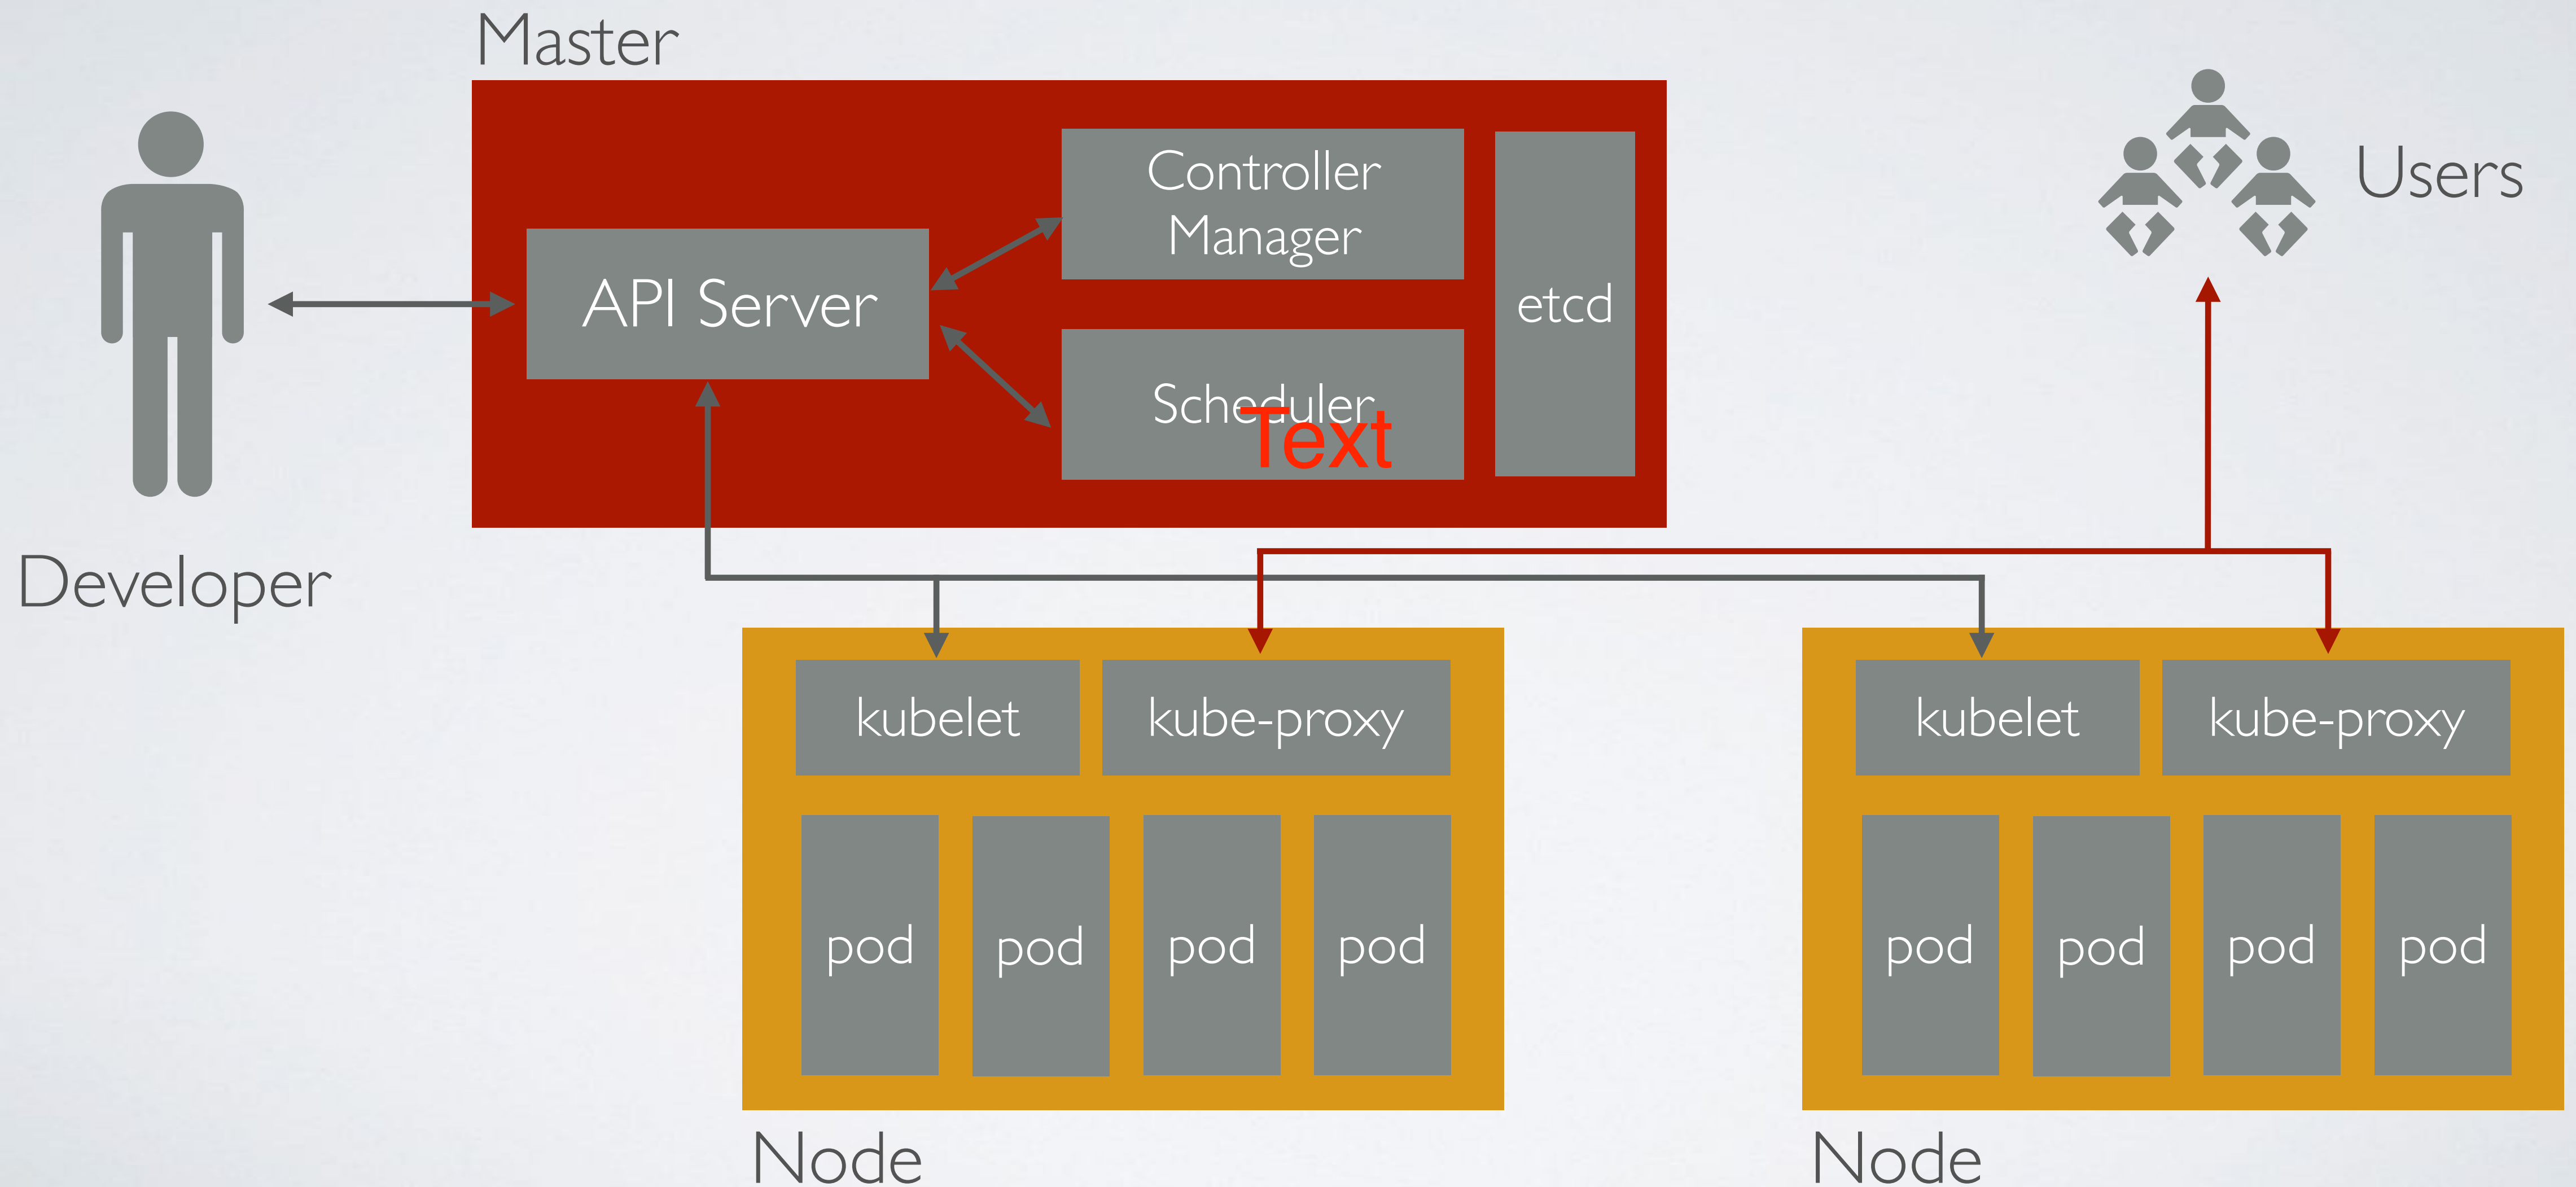 Master
Controller
Manager
API Server
etcd
Scheduler
Text
Users
Developer
kubelet
kube-proxy
kubelet
kube-proxy
pod
pod
pod
pod
pod
pod
pod
pod
Node
Node